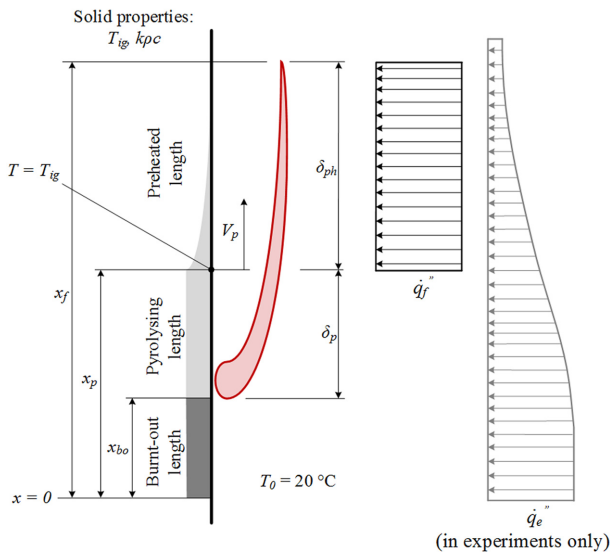 Solid properties:
T_ig, kρc
T = T_ig
Preheated
length
V_p
δ_ph
q̇_f"
x_f
x_p
Pyrolysing
length
δ_p
x_bo
Burnt-out
length
x = 0
T_0 = 20 °C
q̇_e"
(in experiments only)